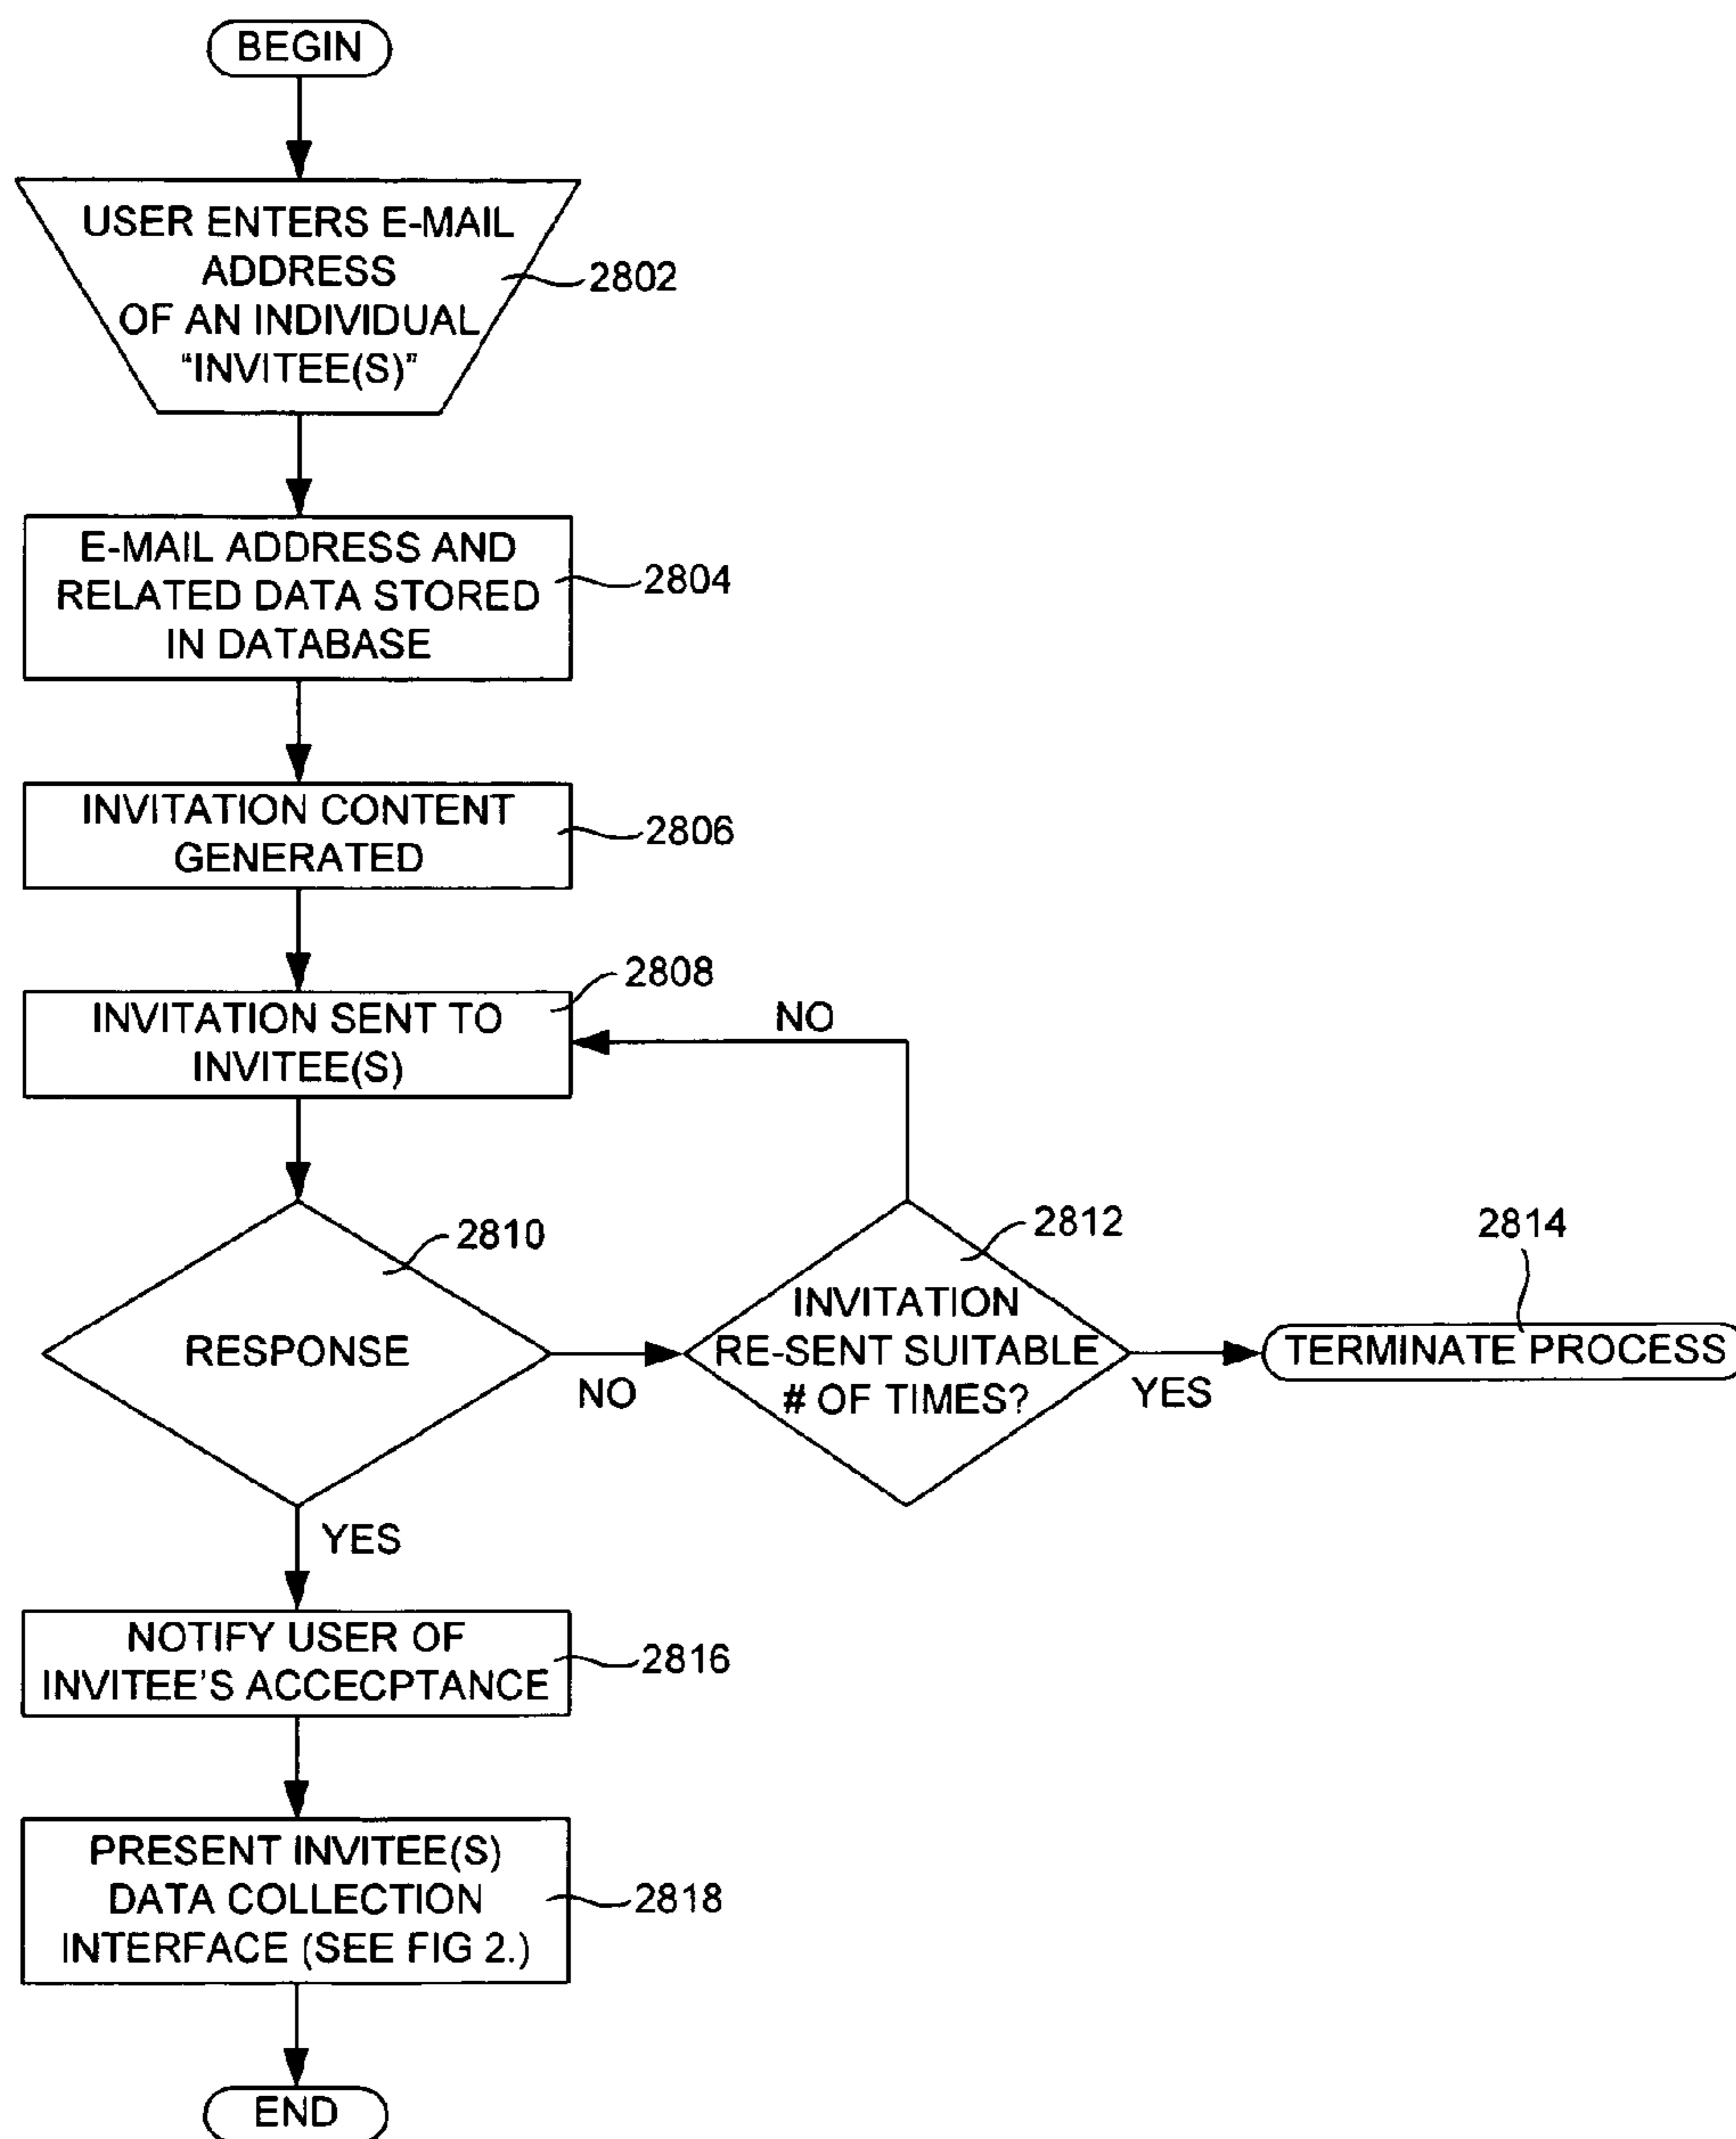 BEGIN
USER ENTERS E-MAIL
ADDRESS
OF AN INDIVIDUAL
“INVITEE(S)”
2802
E-MAIL ADDRESS AND
RELATED DATA STORED
IN DATABASE
2804
INVITATION CONTENT
GENERATED
2806
INVITATION SENT TO
INVITEE(S)
2808
NO
RESPONSE
2810
NO
INVITATION
RE-SENT SUITABLE
# OF TIMES?
2812
YES
2814
TERMINATE PROCESS
YES
NOTIFY USER OF
INVITEE’S ACCECPTANCE
2816
PRESENT INVITEE(S)
DATA COLLECTION
INTERFACE (SEE FIG 2.)
2818
END